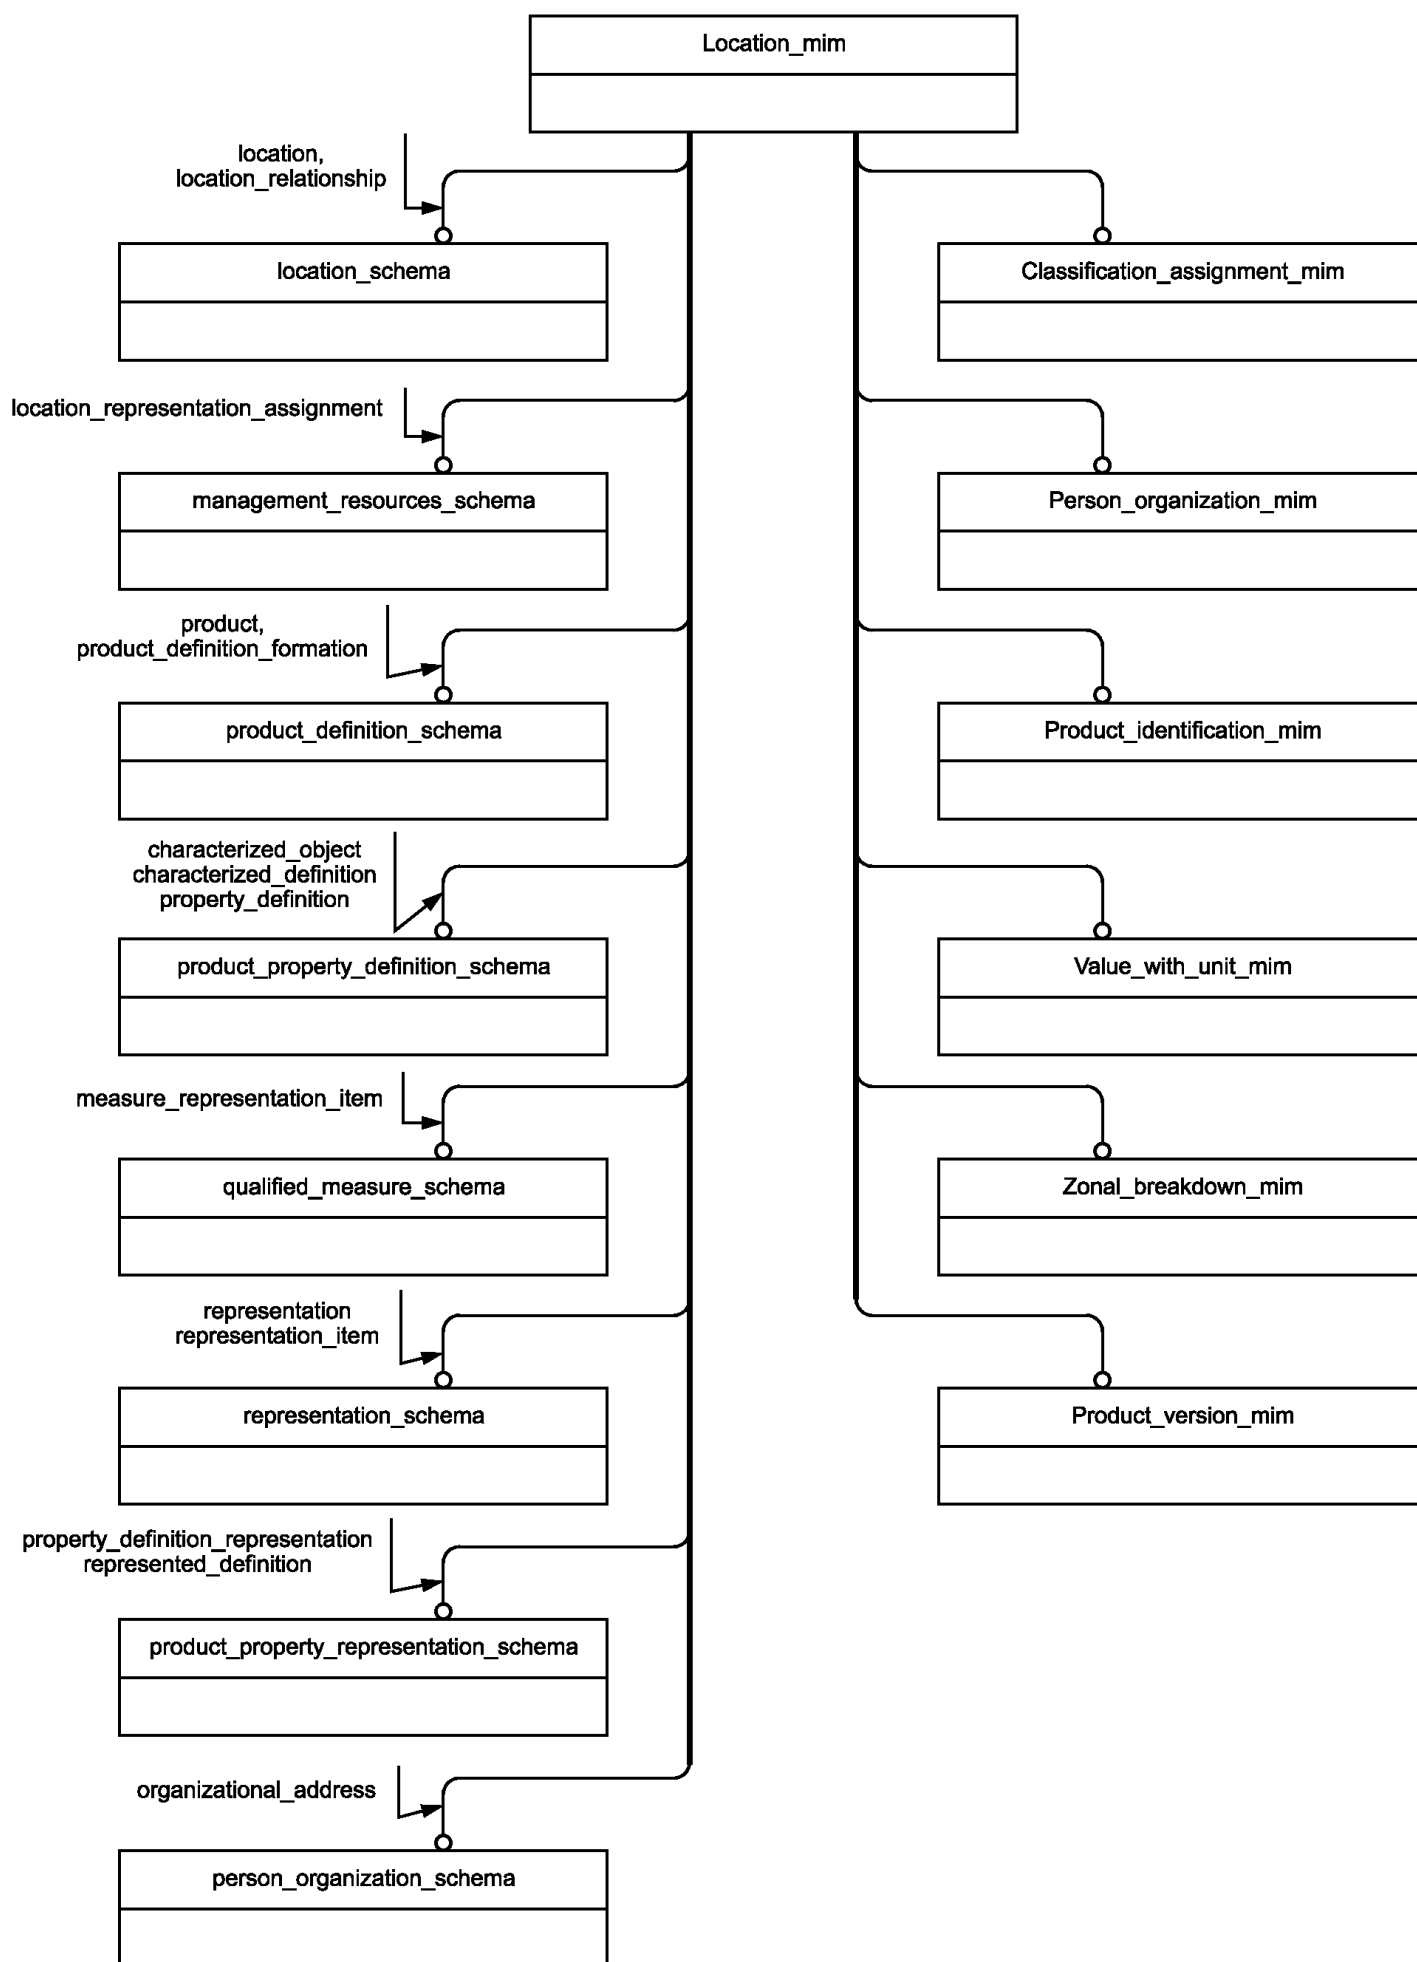 Location_mim
location,
location_relationship
location_schema
Classification_assignment_mim
location_representation_assignment
management_resources_schema
Person_organization_mim
product,
product_definition_formation
product_definition_schema
Product_identification_mim
characterized_object
characterized_definition
property_definition
product_property_definition_schema
Value_with_unit_mim
measure_representation_item
qualified_measure_schema
Zonal_breakdown_mim
representation
representation_item
representation_schema
Product_version_mim
property_definition_representation
represented_definition
product_property_representation_schema
organizational_address
person_organization_schema